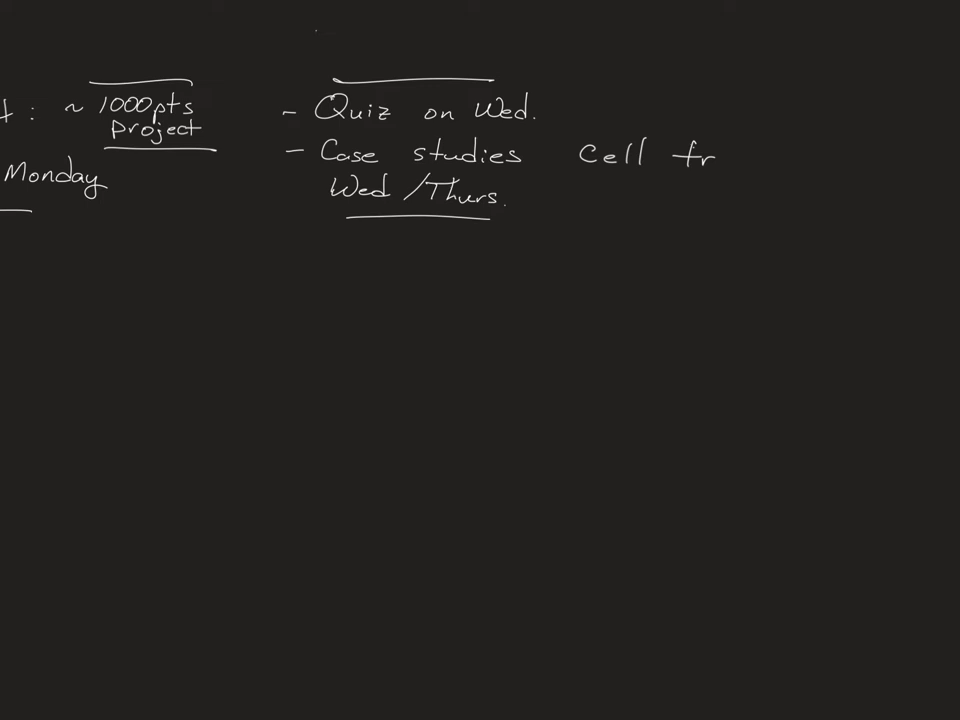 : ~ 1000pts
project
Monday
- Quiz on Wed.
- Case studies
Wed / Thurs.
Cell fr